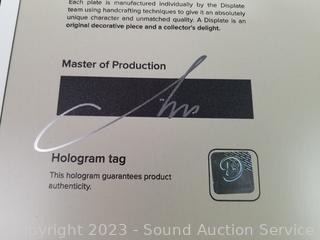 Each plate is manufactured individually by the Displate
team using handcrafting techniques to give it an absolutely
unique character and unmatched quality. A Displate is an
original decorative piece and a collector's delight.
Master of Production
Hologram tag
This hologram guarantees product
authenticity.
D
Copyright 2023 - Sound Auction Service